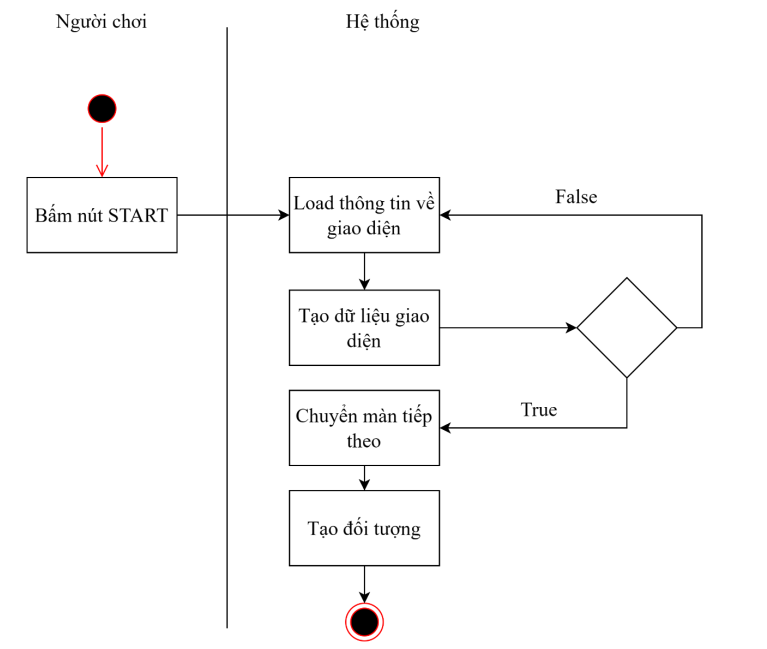 Người chơi
Hệ thống
Bấm nút START
Load thông tin về
giao diện
False
Tạo dữ liệu giao
diện
Chuyển màn tiếp
theo
True
Tạo đối tượng